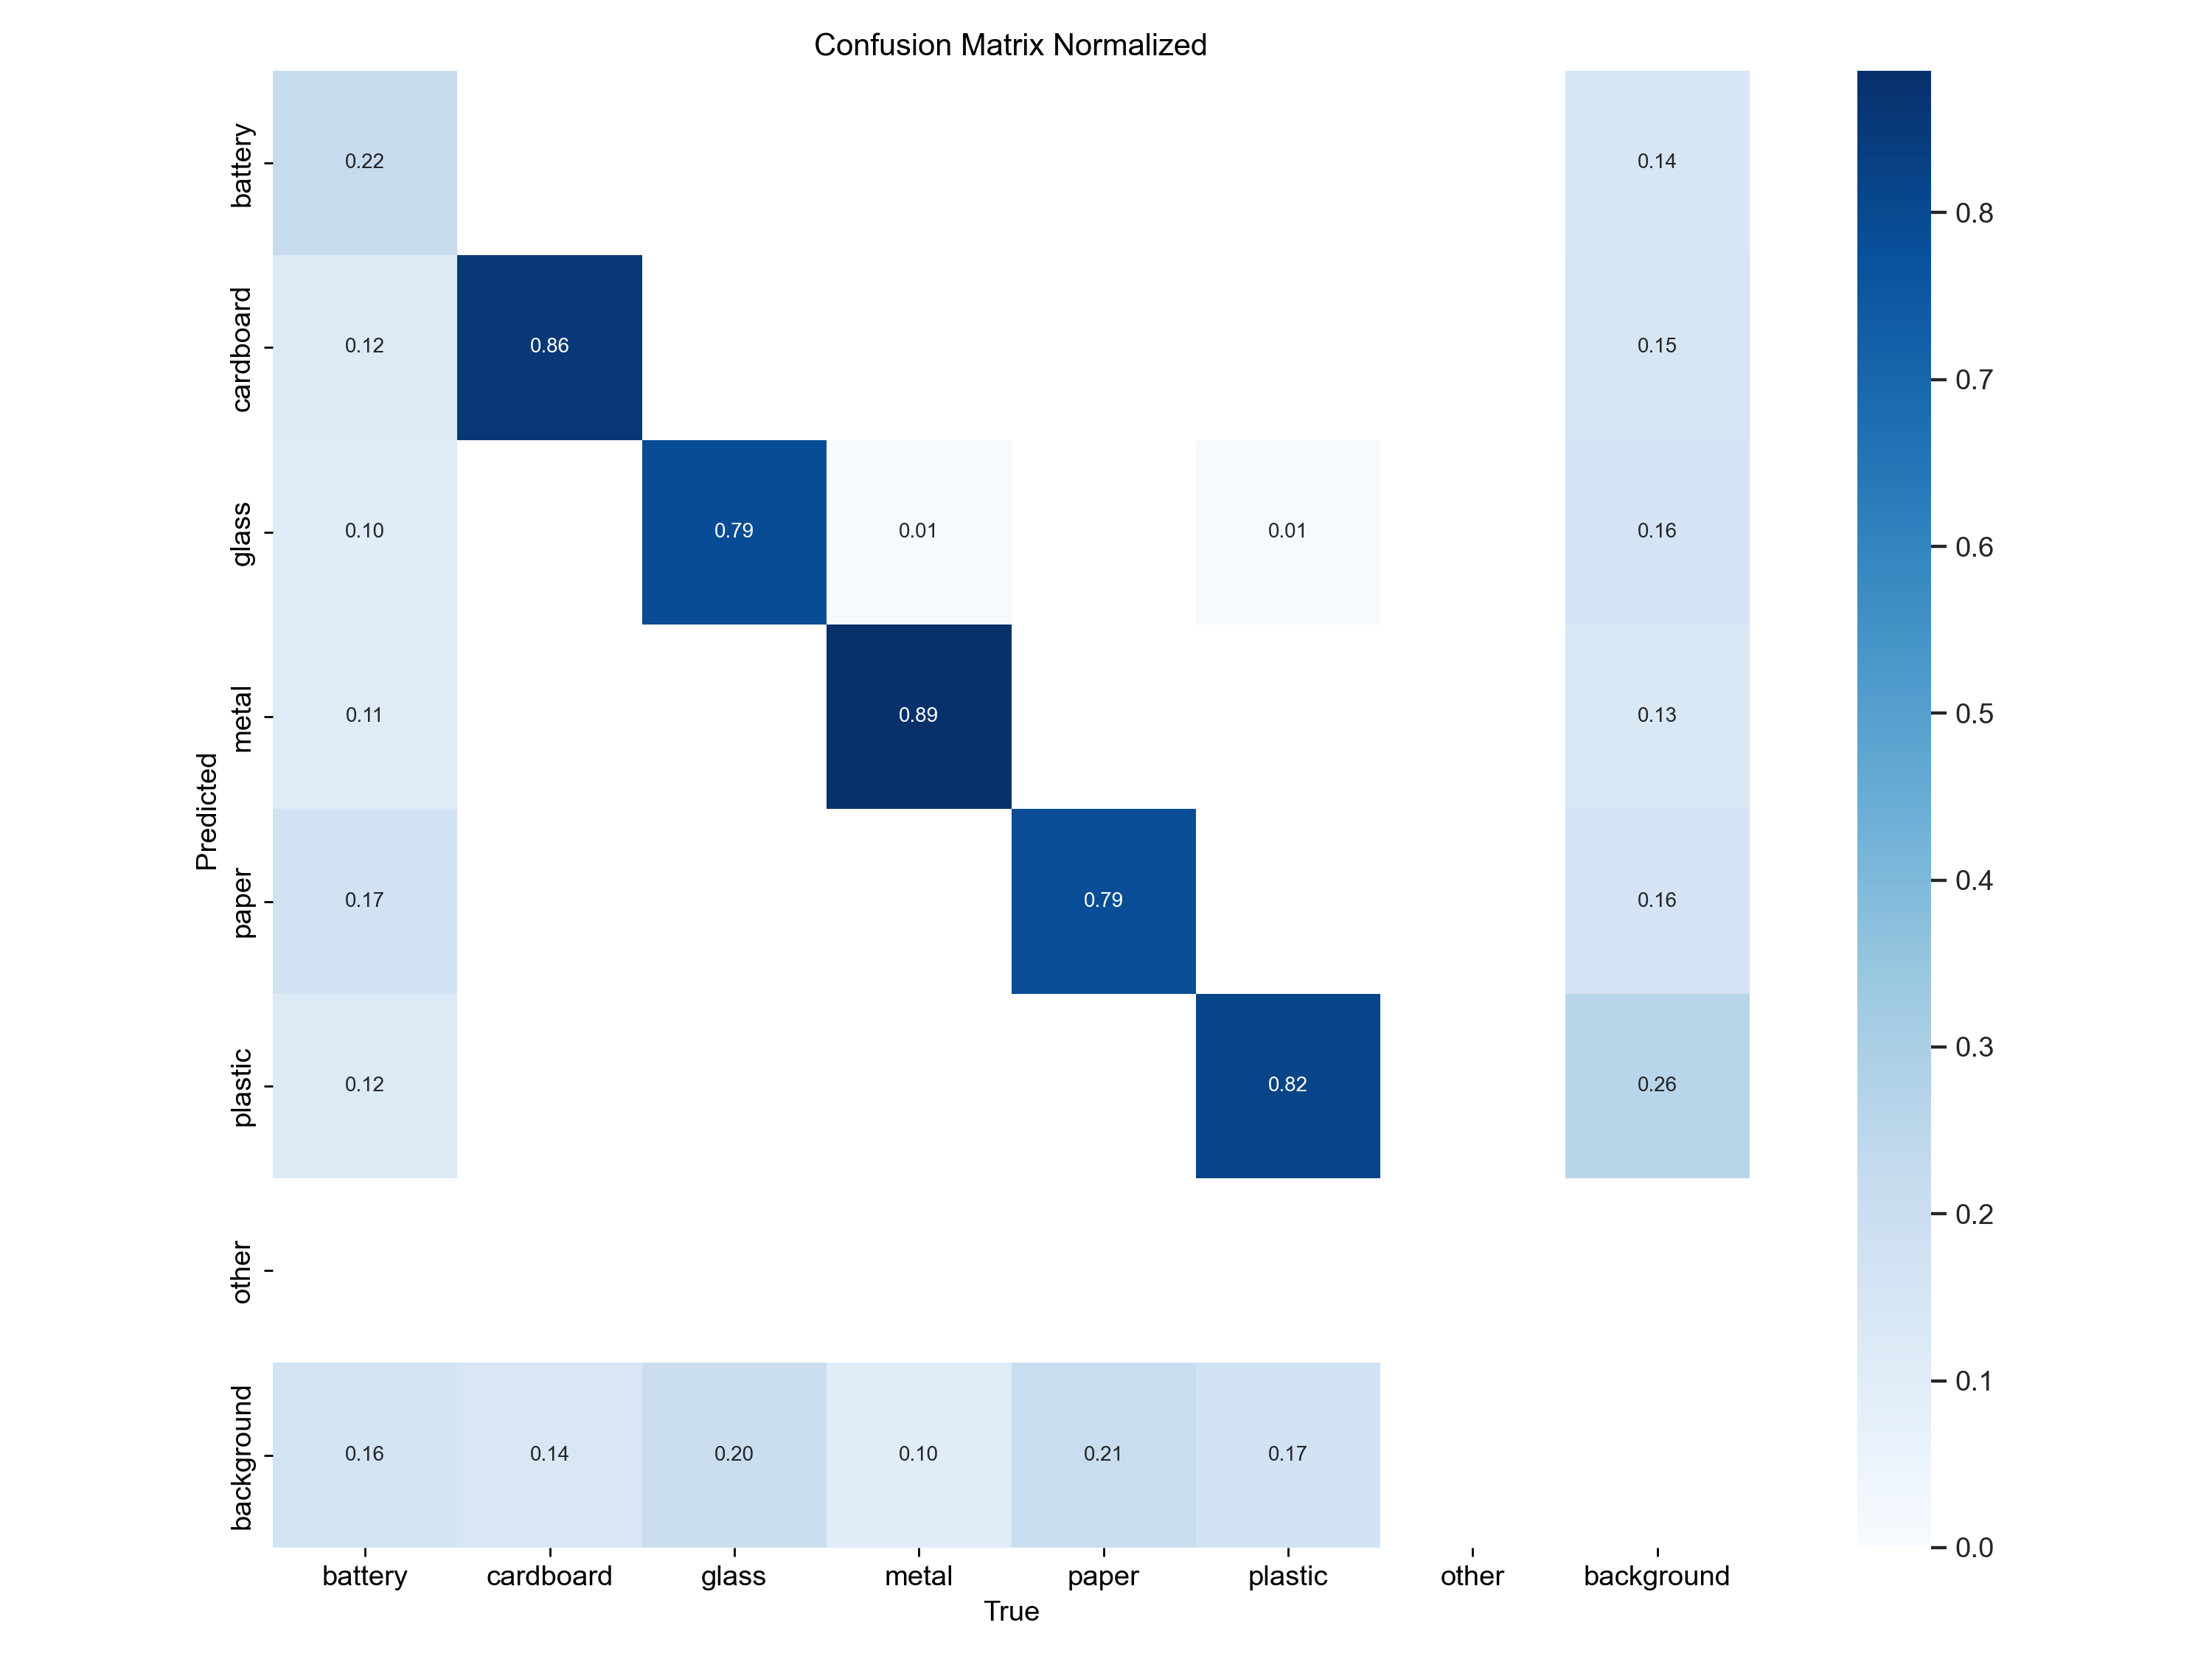 Confusion Matrix Normalized
battery
0.22
0.14
cardboard
0.12
0.86
0.15
glass
0.10
0.79
0.01
0.01
0.16
metal
0.11
0.89
0.13
paper
0.17
0.79
0.16
plastic
0.12
0.82
0.26
other
background
0.16
0.14
0.20
0.10
0.21
0.17
Predicted
battery
cardboard
glass
metal
paper
plastic
other
background
True
0.8
0.7
0.6
0.5
0.4
0.3
0.2
0.1
0.0